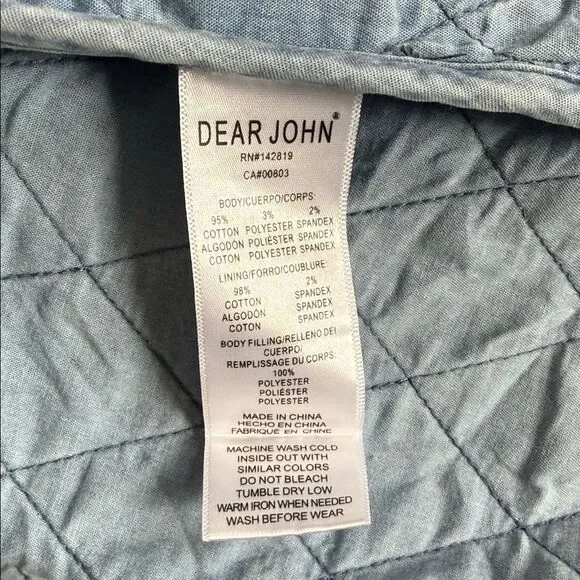 DEAR JOHN®
RN#142819
CA#00803
BODY/CUERPO/CORPS:
95% 3% 2%
COTTON POLYESTER SPANDEX
ALGODÓN POLIÉSTER SPANDEX
COTON POLYESTER SPANDEX
LINING/FORRO/COUBLURE:
98% 2%
COTTON SPANDEX
ALGODÓN SPANDEX
COTON SPANDEX
BODY FILLING/RELLENO DEL
CUERPO/
REMPLISSAGE DU CORPS:
100%
POLYESTER
POLIÉSTER
POLYESTER
MADE IN CHINA
HECHO EN CHINA
FABRIQUÉ EN CHINE
MACHINE WASH COLD
INSIDE OUT WITH
SIMILAR COLORS
DO NOT BLEACH
TUMBLE DRY LOW
WARM IRON WHEN NEEDED
WASH BEFORE WEAR